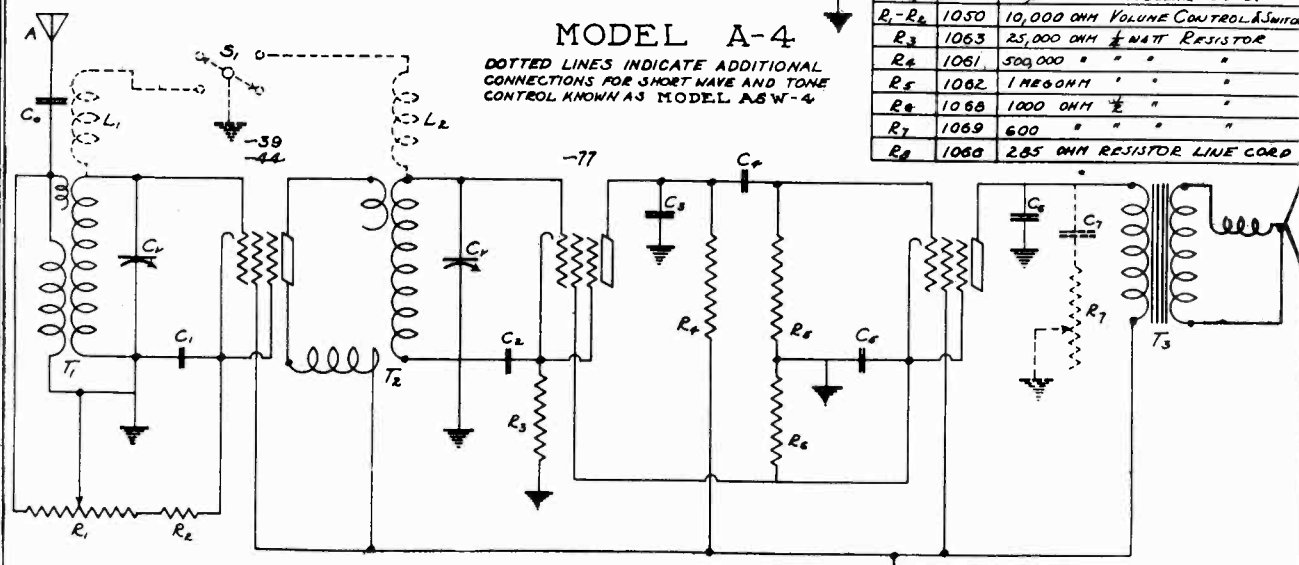 MODEL A-4
DOTTED LINES INDICATE ADDITIONAL
CONNECTIONS FOR SHORT WAVE AND TONE
CONTROL KNOWN AS MODEL ASW-4
R1-R2 1050 10,000 OHM VOLUME CONTROL & SWITCH
R3 1063 25,000 OHM ½ WATT RESISTOR
R4 1061 500,000 " " " "
R5 1062 1 MEGOHM " " "
R6 1068 1000 OHM ½ " "
R7 1069 600 " " " "
R8 1066 285 OHM RESISTOR LINE CORD
A
S1
C0
L1
L2
-39
-44
-77
C4
C3
C6
C7
CV
CV
C1
T1
T2
C2
R3
R4
R5
C5
R6
R7
T3
R1
R2